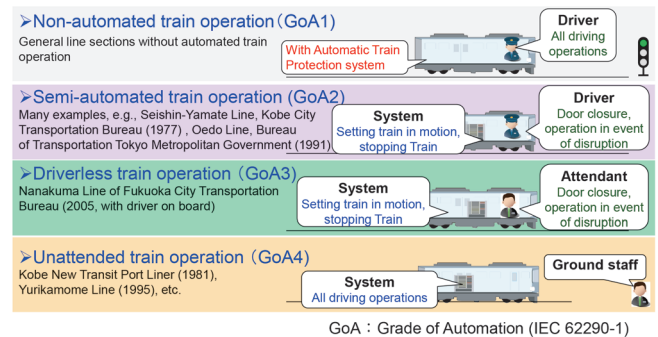 ➢Non-automated train operation（GoA1）
General line sections without automated train
operation
With Automatic Train
Protection system
Driver
All driving
operations
➢Semi-automated train operation (GoA2)
Many examples, e.g., Seishin-Yamate Line, Kobe City
Transportation Bureau (1977) , Oedo Line, Bureau
of Transportation Tokyo Metropolitan Government (1991)
System
Setting train in motion,
stopping Train
Driver
Door closure,
operation in event
of disruption
➢Driverless train operation（GoA3）
Nanakuma Line of Fukuoka City Transportation
Bureau (2005, with driver on board)
System
Setting train in motion,
stopping Train
Attendant
Door closure,
operation in event
of disruption
➢Unattended train operation（GoA4）
Kobe New Transit Port Liner (1981),
Yurikamome Line (1995), etc.
System
All driving operations
Ground staff
GoA：Grade of Automation (IEC 62290-1)